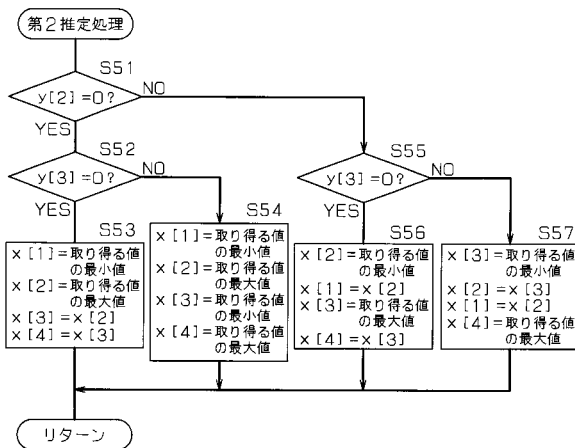 第2推定処理
S51
y[2]=0?
NO
YES
S52
y[3]=0?
NO
YES
S55
y[3]=0?
NO
YES
S53
x[1]=取り得る値
の最小値
x[2]=取り得る値
の最大値
x[3]=x[2]
x[4]=x[3]
S54
x[1]=取り得る値
の最小値
x[2]=取り得る値
の最大値
x[3]=取り得る値
の最小値
x[4]=取り得る値
の最大値
S56
x[2]=取り得る値
の最小値
x[1]=x[2]
x[3]=取り得る値
の最大値
x[4]=x[3]
S57
x[3]=取り得る値
の最小値
x[2]=x[3]
x[1]=x[2]
x[4]=取り得る値
の最大値
リターン